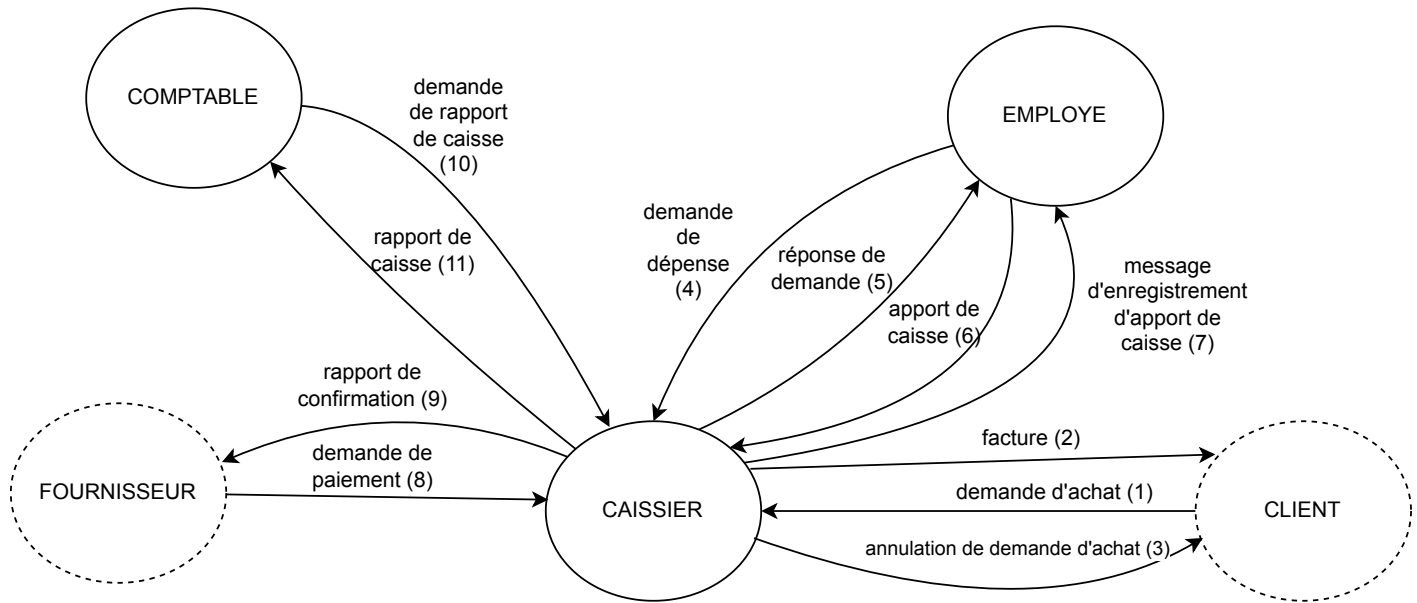 COMPTABLE
demande
de rapport
de caisse
(10)
EMPLOYE
rapport de
caisse (11)
demande
de
dépense
(4)
réponse de
demande (5)
apport de
caisse (6)
message
d'enregistrement
d'apport de
caisse (7)
rapport de
confirmation (9)
demande de
paiement (8)
FOURNISSEUR
CAISSIER
facture (2)
demande d'achat (1)
annulation de demande d'achat (3)
CLIENT